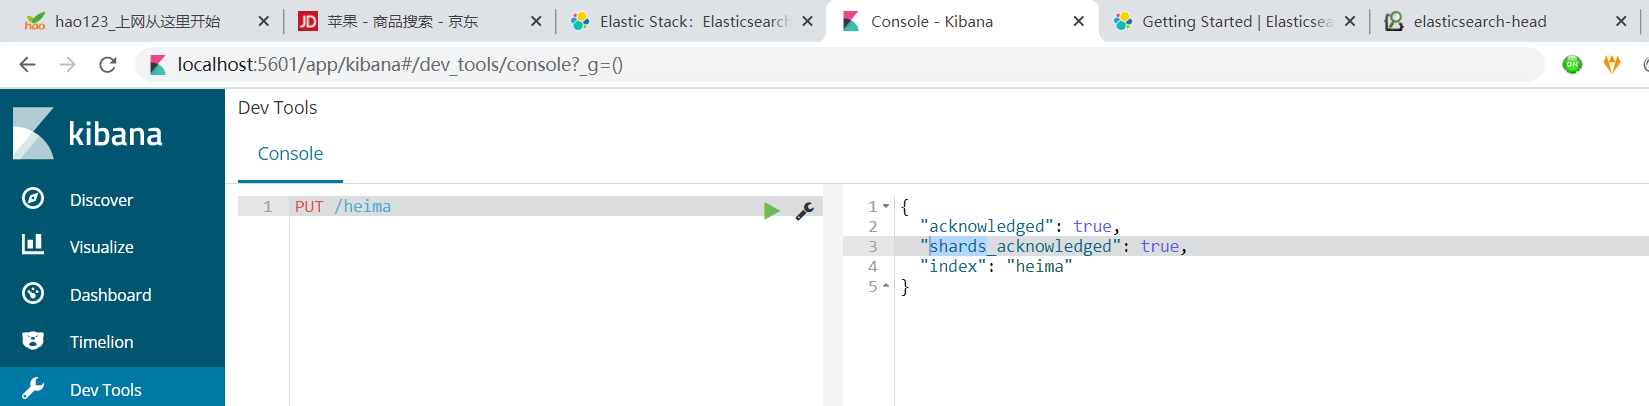 hao123_上网从这里开始
苹果 - 商品搜索 - 京东
Elastic Stack：Elasticsearch
Console - Kibana
Getting Started | Elasticsea
elasticsearch-head
localhost:5601/app/kibana#/dev_tools/console?_g=()
ON
hao
JD
kibana
Discover
Visualize
Dashboard
Timelion
Dev Tools
Dev Tools
Console
1 PUT /heima
1 {
2 "acknowledged": true,
3 "shards_acknowledged": true,
4 "index": "heima"
5 }